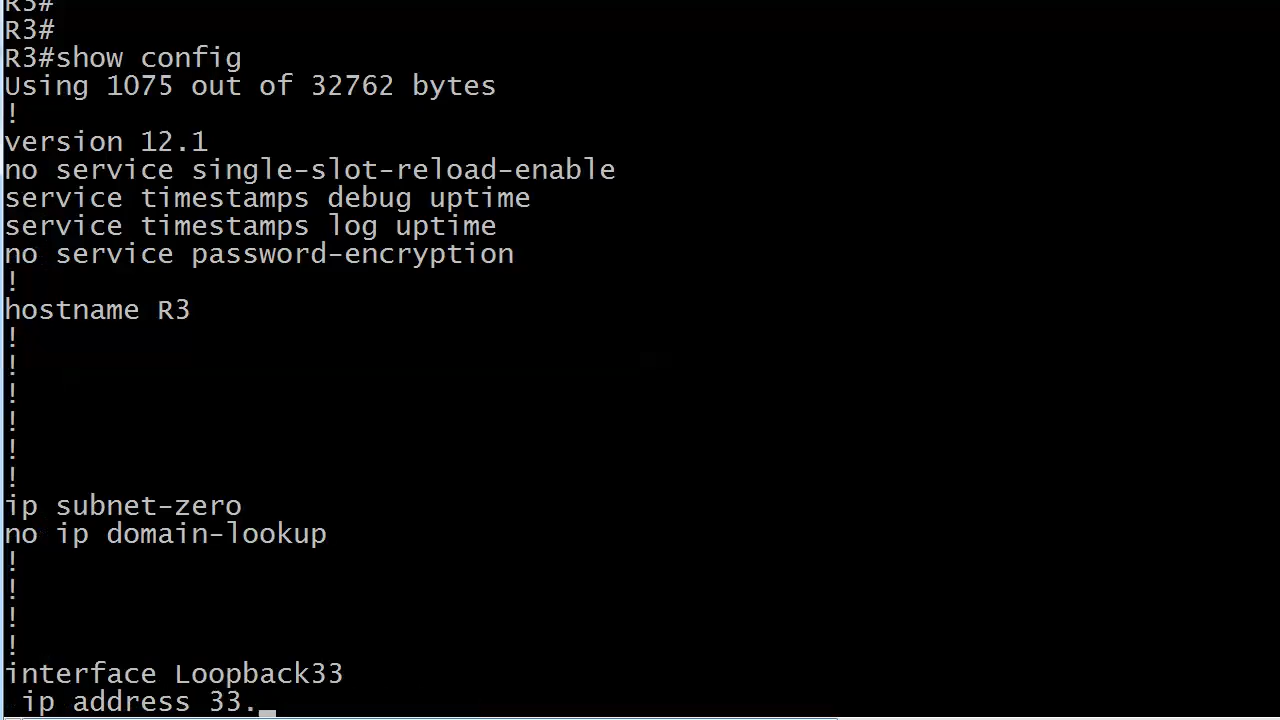 R3#
R3#
R3#show config
Using 1075 out of 32762 bytes
!
version 12.1
no service single-slot-reload-enable
service timestamps debug uptime
service timestamps log uptime
no service password-encryption
!
hostname R3
!
!
!
!
!
!
ip subnet-zero
no ip domain-lookup
!
!
!
!
interface Loopback33
ip address 33.